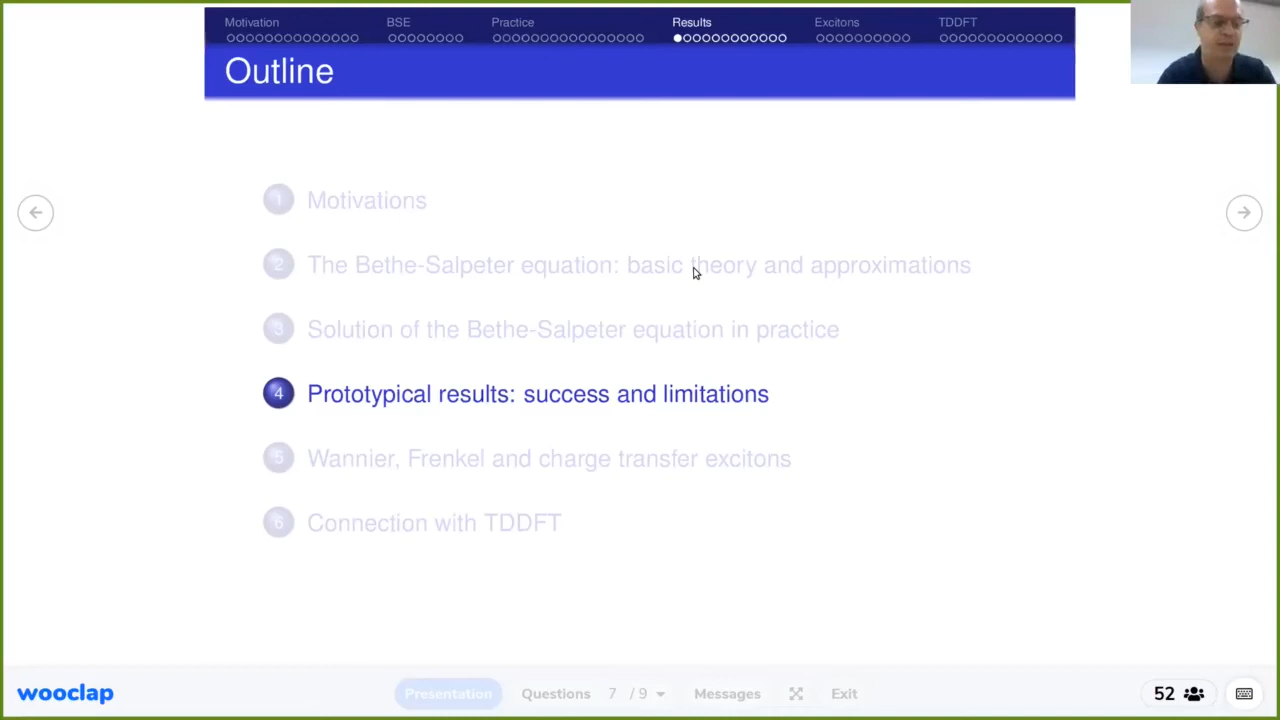 Motivation BSE Practice Results Excitons TDDFT
Outline
1 Motivations
2 The Bethe-Salpeter equation: basic theory and approximations
3 Solution of the Bethe-Salpeter equation in practice
4 Prototypical results: success and limitations
5 Wannier, Frenkel and charge transfer excitons
6 Connection with TDDFT
wooclap Presentation Questions 7 / 9 Messages Exit 52